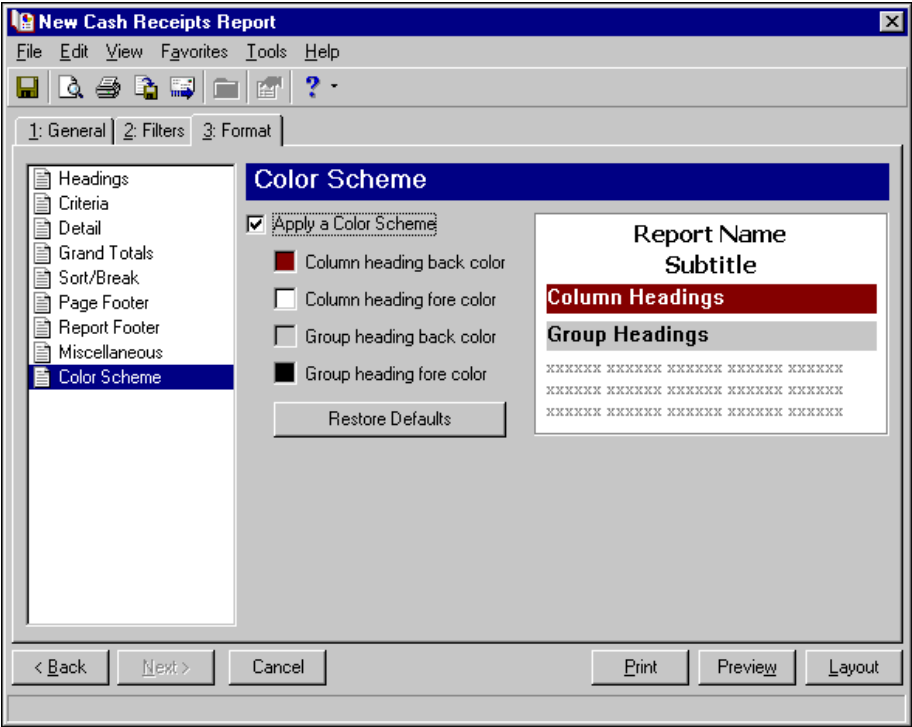 New Cash Receipts Report
File Edit View Favorites Tools Help
?
1: General 2: Filters 3: Format
Headings
Criteria
Detail
Grand Totals
Sort/Break
Page Footer
Report Footer
Miscellaneous
Color Scheme
Color Scheme
Apply a Color Scheme
Column heading back color
Column heading fore color
Group heading back color
Group heading fore color
Restore Defaults
Report Name
Subtitle
Column Headings
Group Headings
xxxxxx xxxxxx xxxxxx xxxxxx xxxxxx
xxxxxx xxxxxx xxxxxx xxxxxx xxxxxx
xxxxxx xxxxxx xxxxxx xxxxxx xxxxxx
< Back Next > Cancel Print Preview Layout